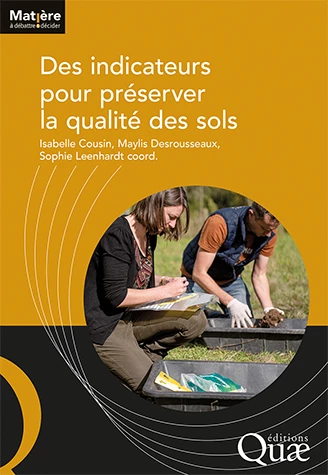 Matière
à débattre & décider
Des indicateurs
pour préserver
la qualité des sols
Isabelle Cousin, Maylis Desrousseaux,
Sophie Leenhardt coord.
éditions
Quæ